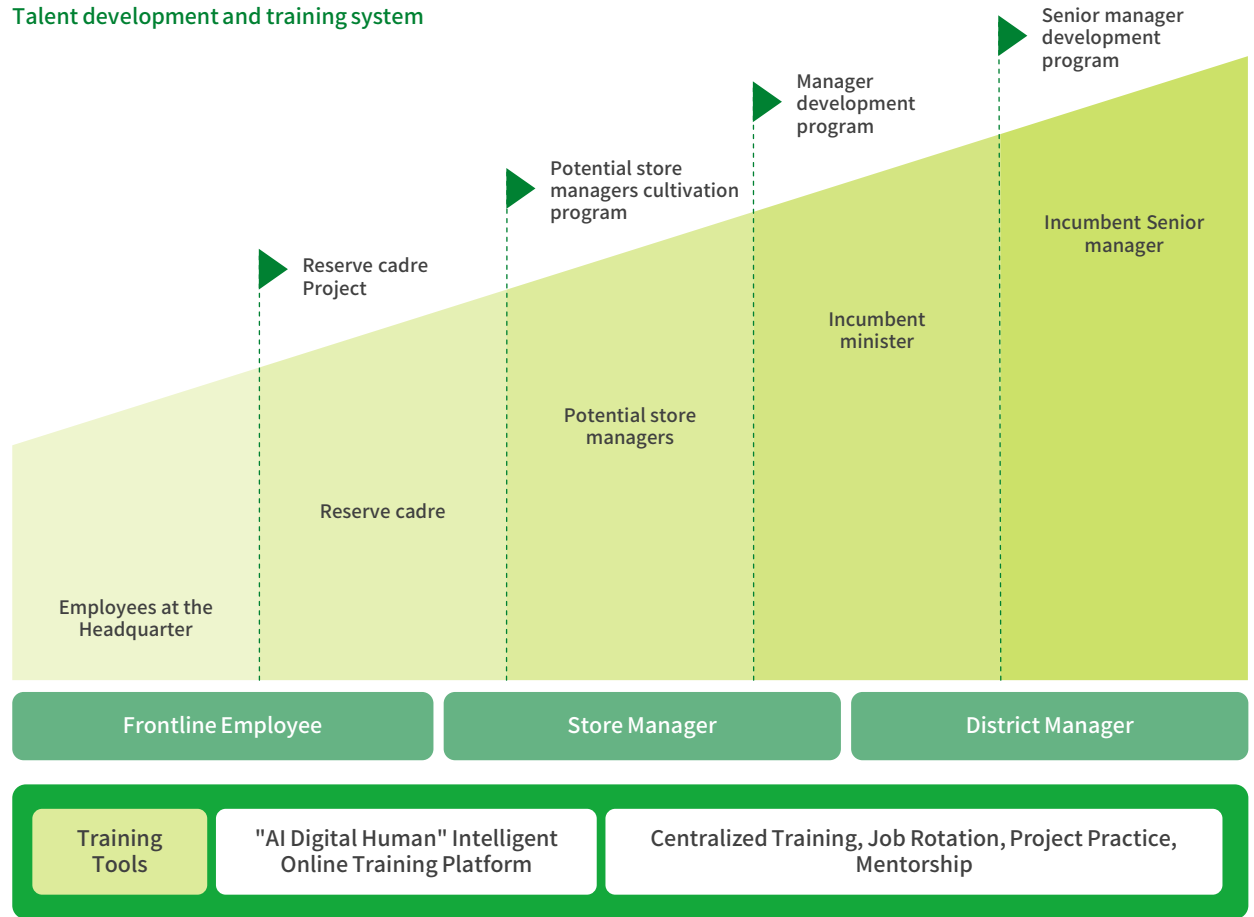 Talent development and training system
Senior manager
development
program
Manager
development
program
Potential store
managers cultivation
program
Reserve cadre
Project
Incumbent Senior
manager
Incumbent
minister
Potential store
managers
Reserve cadre
Employees at the
Headquarter
Frontline Employee
Store Manager
District Manager
Training
Tools
"AI Digital Human" Intelligent
Online Training Platform
Centralized Training, Job Rotation, Project Practice,
Mentorship